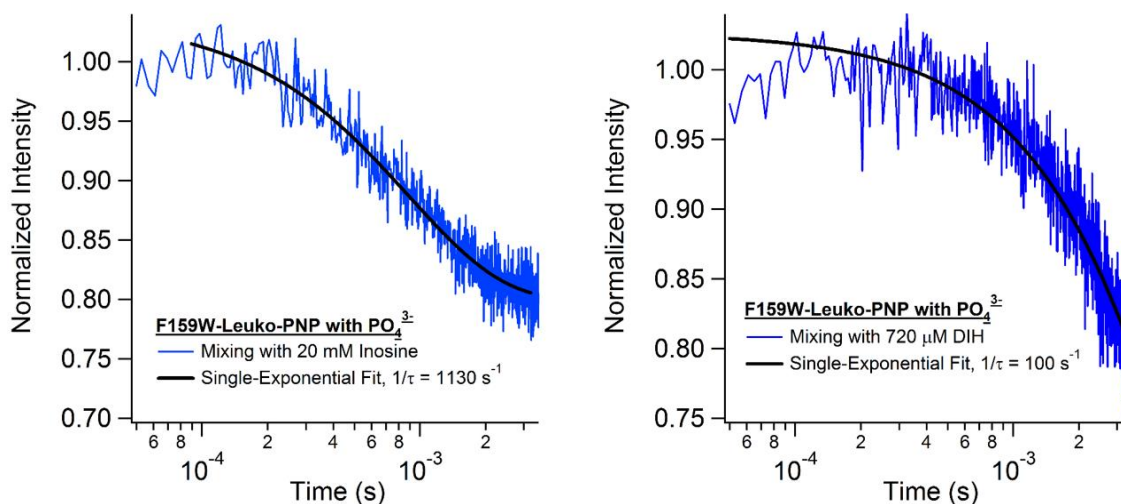 Normalized Intensity
1.00
0.95
0.90
0.85
0.80
0.75
0.70
F159W-Leuko-PNP with PO₄³⁻
Mixing with 20 mM Inosine
Single-Exponential Fit, 1/τ = 1130 s⁻¹
6 8 2 4 6 8 2
10⁻⁴ 10⁻³
Time (s)
Normalized Intensity
1.00
0.95
0.90
0.85
0.80
0.75
F159W-Leuko-PNP with PO₄³⁻
Mixing with 720 μM DIH
Single-Exponential Fit, 1/τ = 100 s⁻¹
6 8 2 4 6 8 2
10⁻⁴ 10⁻³
Time (s)